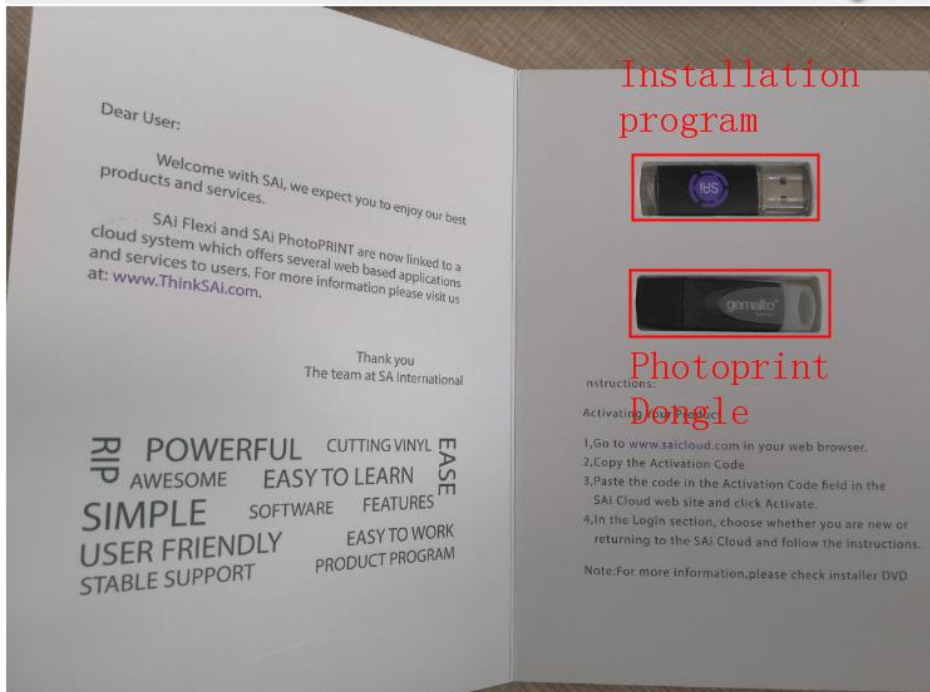 Dear User:
Welcome with SAi, we expect you to enjoy our best
products and services.
SAi Flexi and SAi PhotoPRINT are now linked to a
cloud system which offers several web based applications
and services to users. For more information please visit us
at: www.ThinkSAi.com.
Thank you
The team at SA International
RIP
POWERFUL
CUTTING VINYL
EASE
AWESOME
EASY TO LEARN
SIMPLE
SOFTWARE
FEATURES
USER FRIENDLY
EASY TO WORK
STABLE SUPPORT
PRODUCT PROGRAM
Installation
program
SAi
gemalto
Photoprint
Dongle
nstructions:
Activating Your Product
1,Go to www.saicloud.com in your web browser.
2,Copy the Activation Code
3,Paste the code in the Activation Code field in the
SAi Cloud web site and click Activate.
4,In the Login section, choose whether you are new or
returning to the SAi Cloud and follow the instructions.
Note:For more information,please check installer DVD